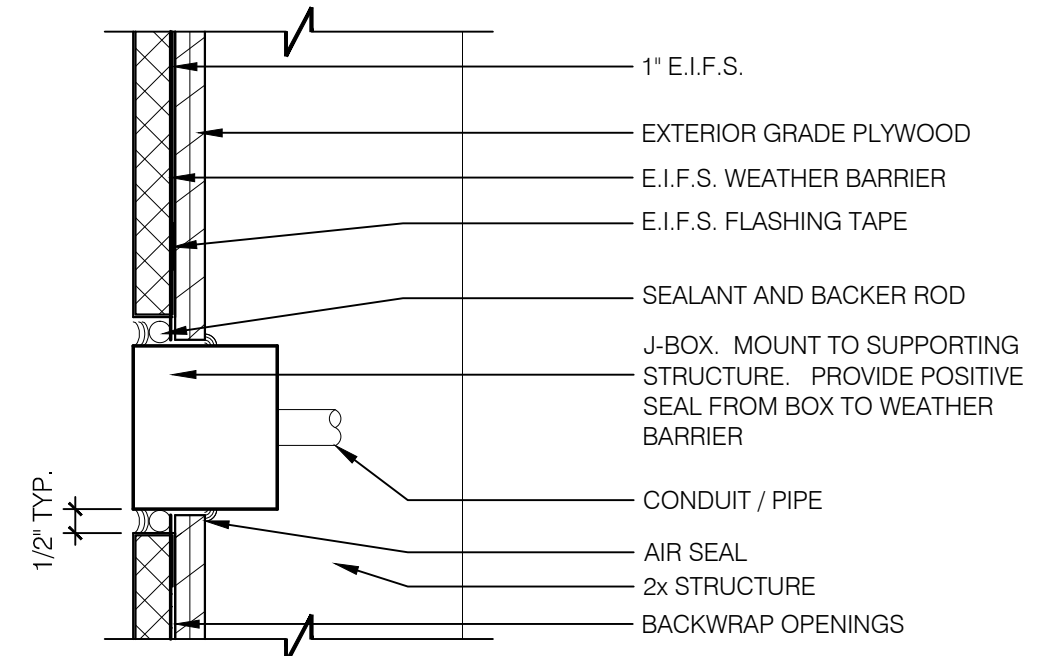 1" E.I.F.S.
EXTERIOR GRADE PLYWOOD
E.I.F.S. WEATHER BARRIER
E.I.F.S. FLASHING TAPE
SEALANT AND BACKER ROD
J-BOX. MOUNT TO SUPPORTING
STRUCTURE. PROVIDE POSITIVE
SEAL FROM BOX TO WEATHER
BARRIER
1/2" TYP.
CONDUIT / PIPE
AIR SEAL
2x STRUCTURE
BACKWRAP OPENINGS